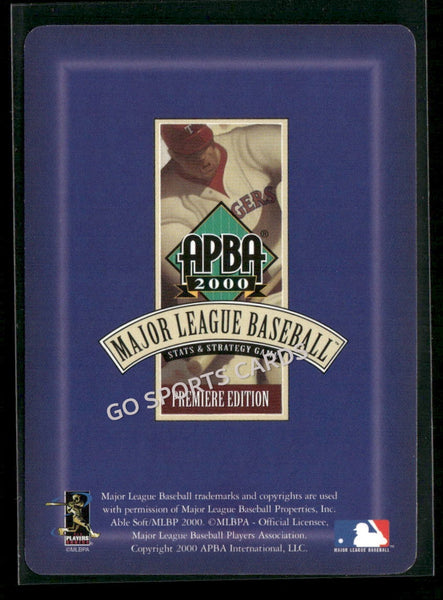 T
GERS
APBA®
2000
MAJOR LEAGUE BASEBALL™
STATS & STRATEGY GAME
GO SPORTS CARDS
PREMIERE EDITION
Major League Baseball trademarks and copyrights are used
with permission of Major League Baseball Properties, Inc.
Able Soft/MLBP 2000. ©MLBPA - Official Licensee,
Major League Baseball Players Association.
Copyright 2000 APBA International, LLC.
PLAYERS
©MLBPA
MAJOR LEAGUE BASEBALL